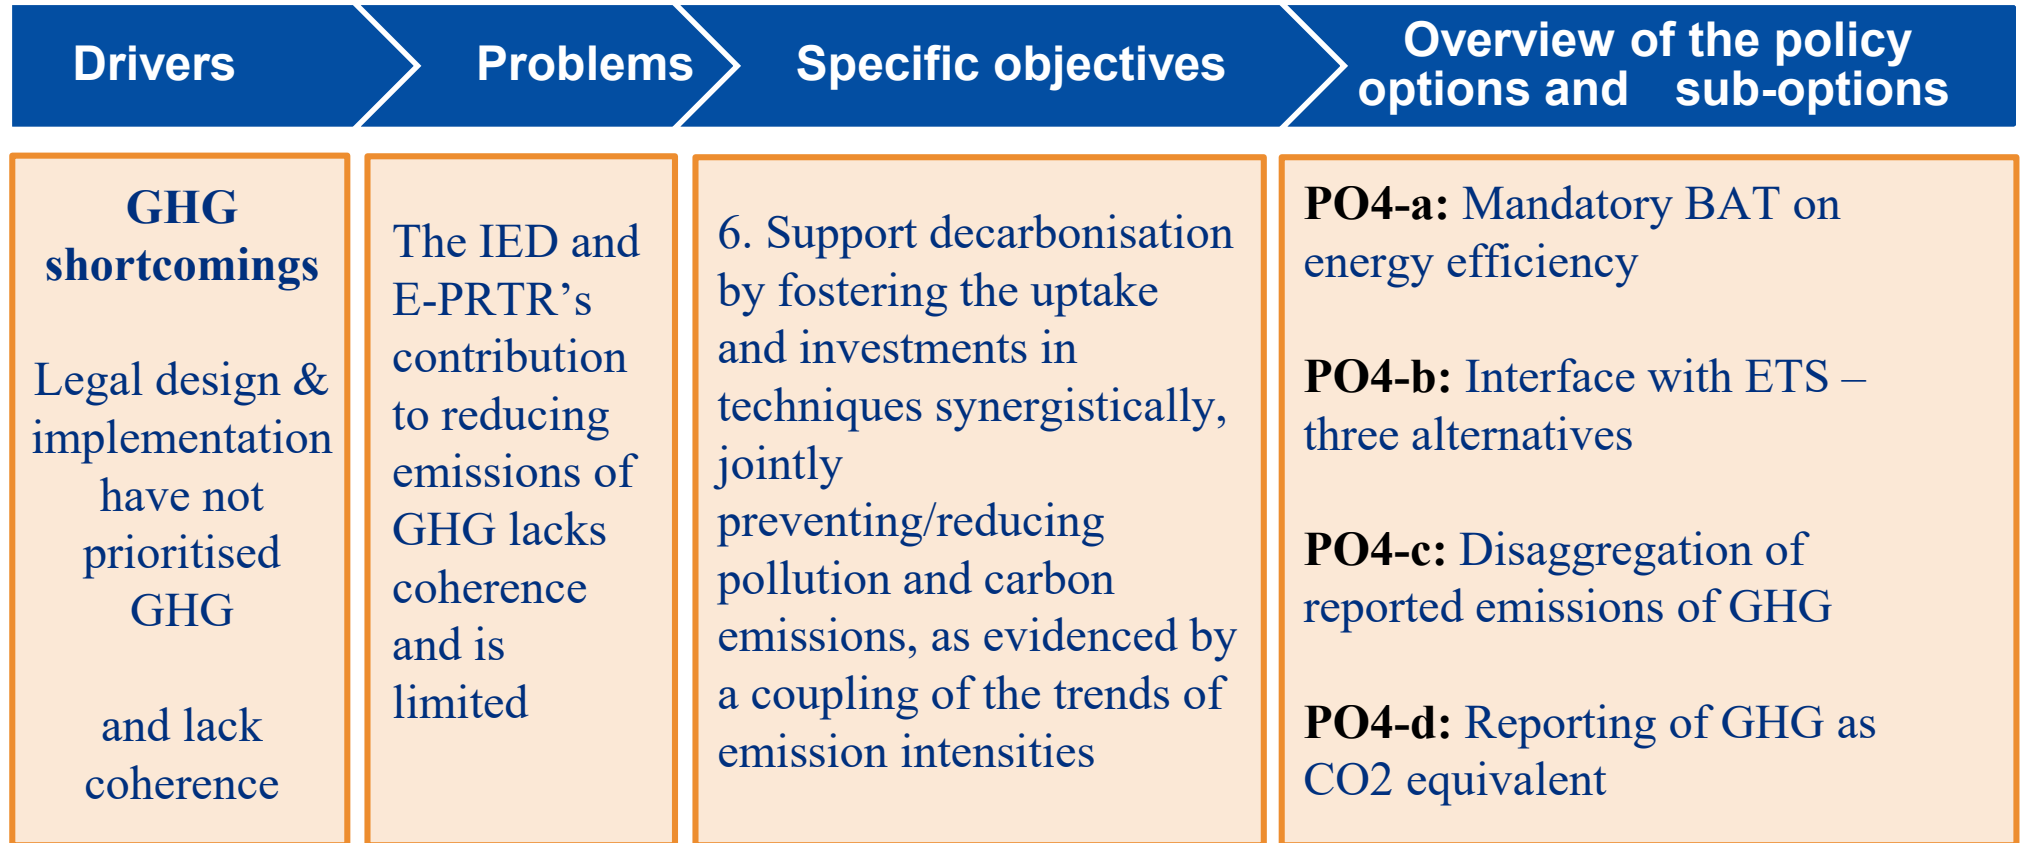 Drivers
Problems
Specific objectives
Overview of the policy
options and sub-options
GHG
shortcomings
Legal design &
implementation
have not
prioritised
GHG
and lack
coherence
The IED and
E-PRTR’s
contribution
to reducing
emissions of
GHG lacks
coherence
and is
limited
6. Support decarbonisation
by fostering the uptake
and investments in
techniques synergistically,
jointly
preventing/reducing
pollution and carbon
emissions, as evidenced by
a coupling of the trends of
emission intensities
PO4-a: Mandatory BAT on
energy efficiency
PO4-b: Interface with ETS –
three alternatives
PO4-c: Disaggregation of
reported emissions of GHG
PO4-d: Reporting of GHG as
CO2 equivalent